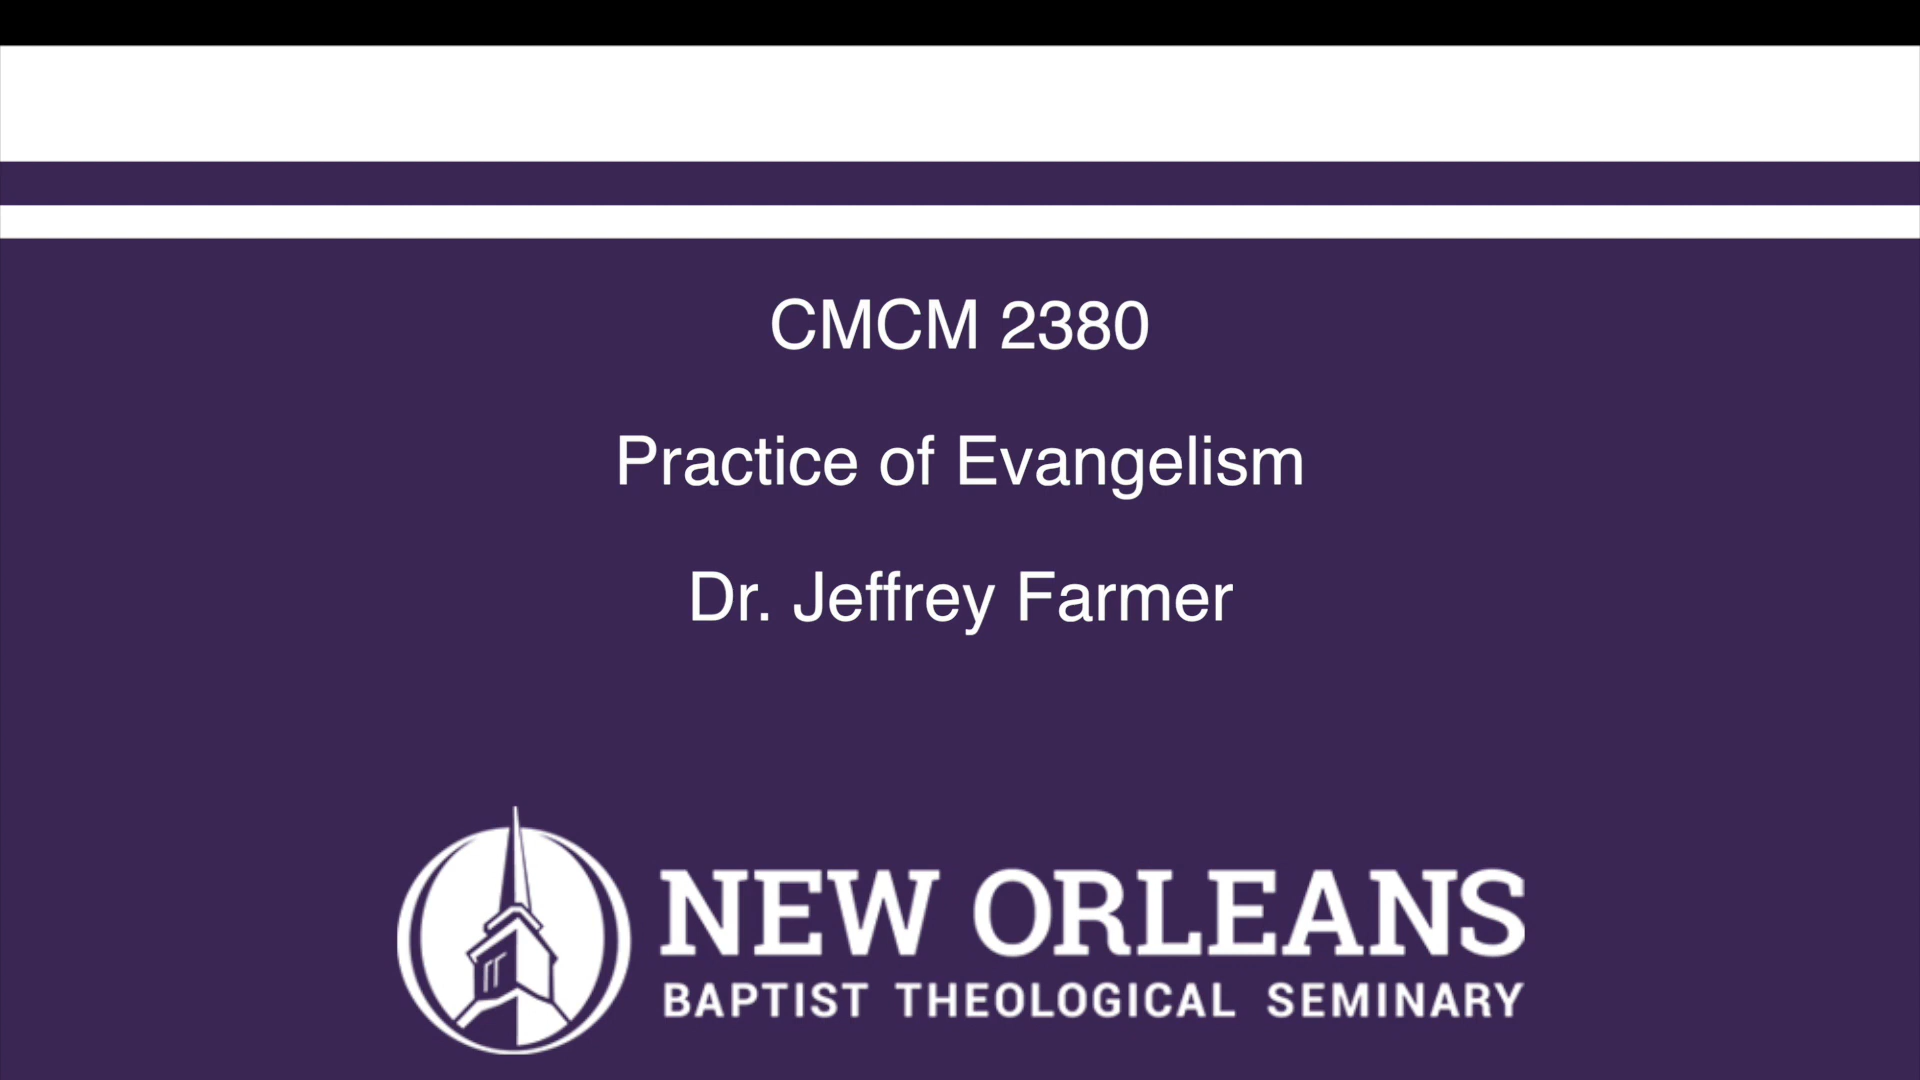 CMCM 2380
Practice of Evangelism
Dr. Jeffrey Farmer
NEW ORLEANS
BAPTIST THEOLOGICAL SEMINARY